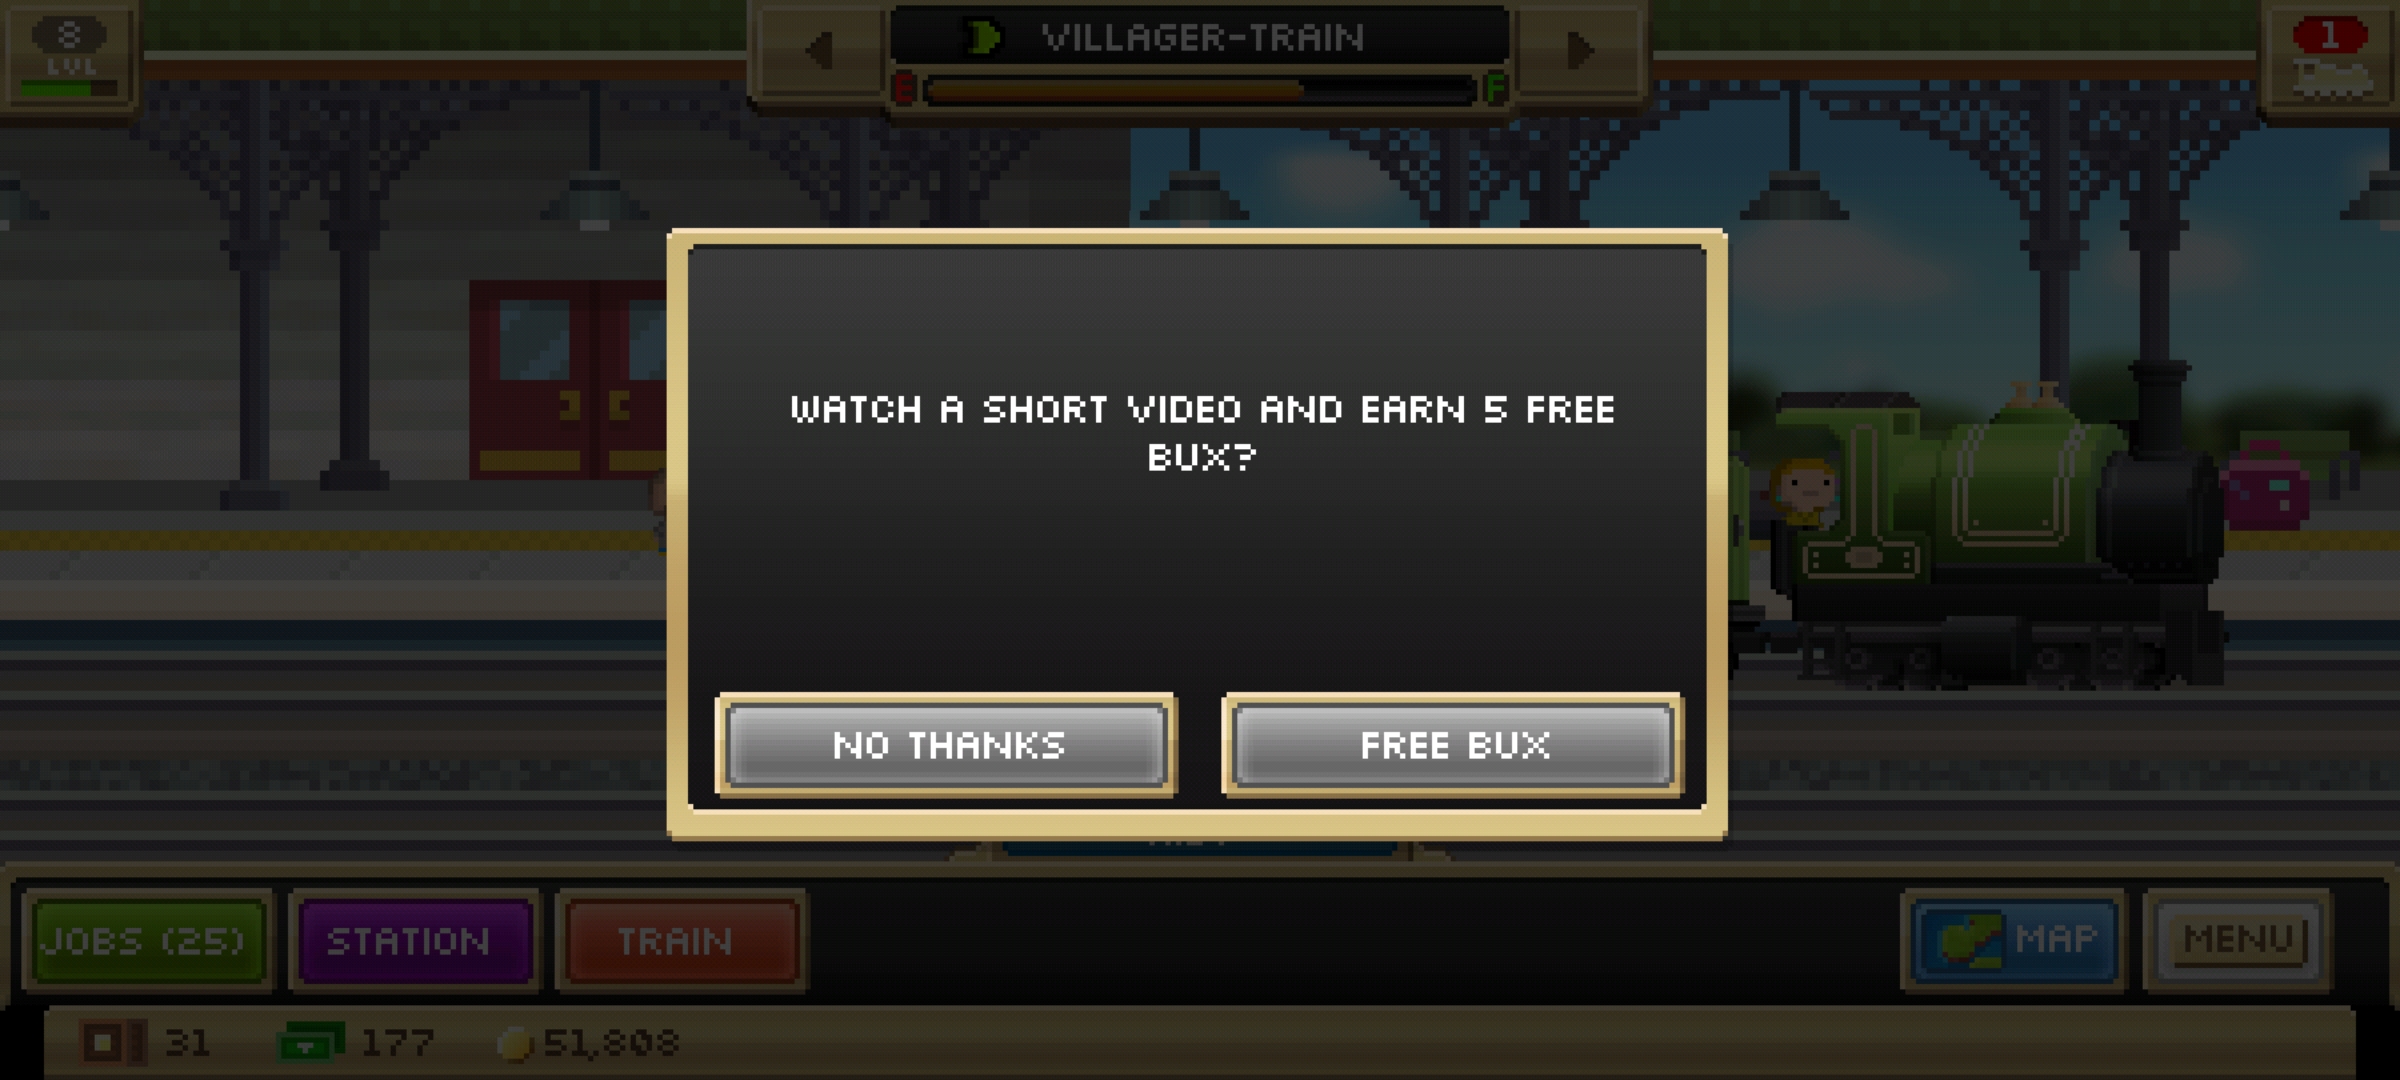 8
LVL
VILLAGER-TRAIN
E
F
1
WATCH A SHORT VIDEO AND EARN 5 FREE
BUX?
NO THANKS
FREE BUX
JOBS (25)
STATION
TRAIN
MAP
MENU
31
177
51,808